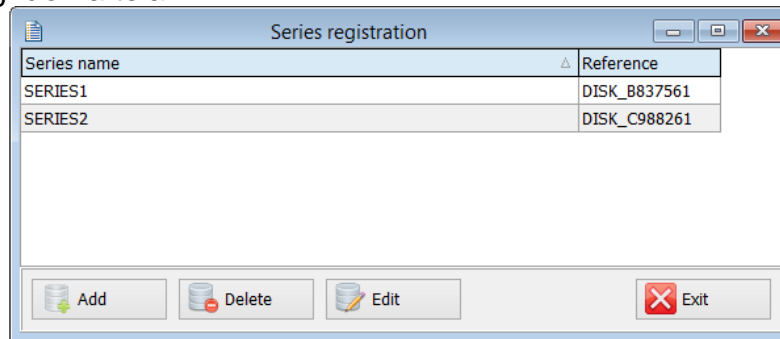 Series registration
Series name Reference
SERIES1 DISK_B837561
SERIES2 DISK_C988261
Add Delete Edit Exit